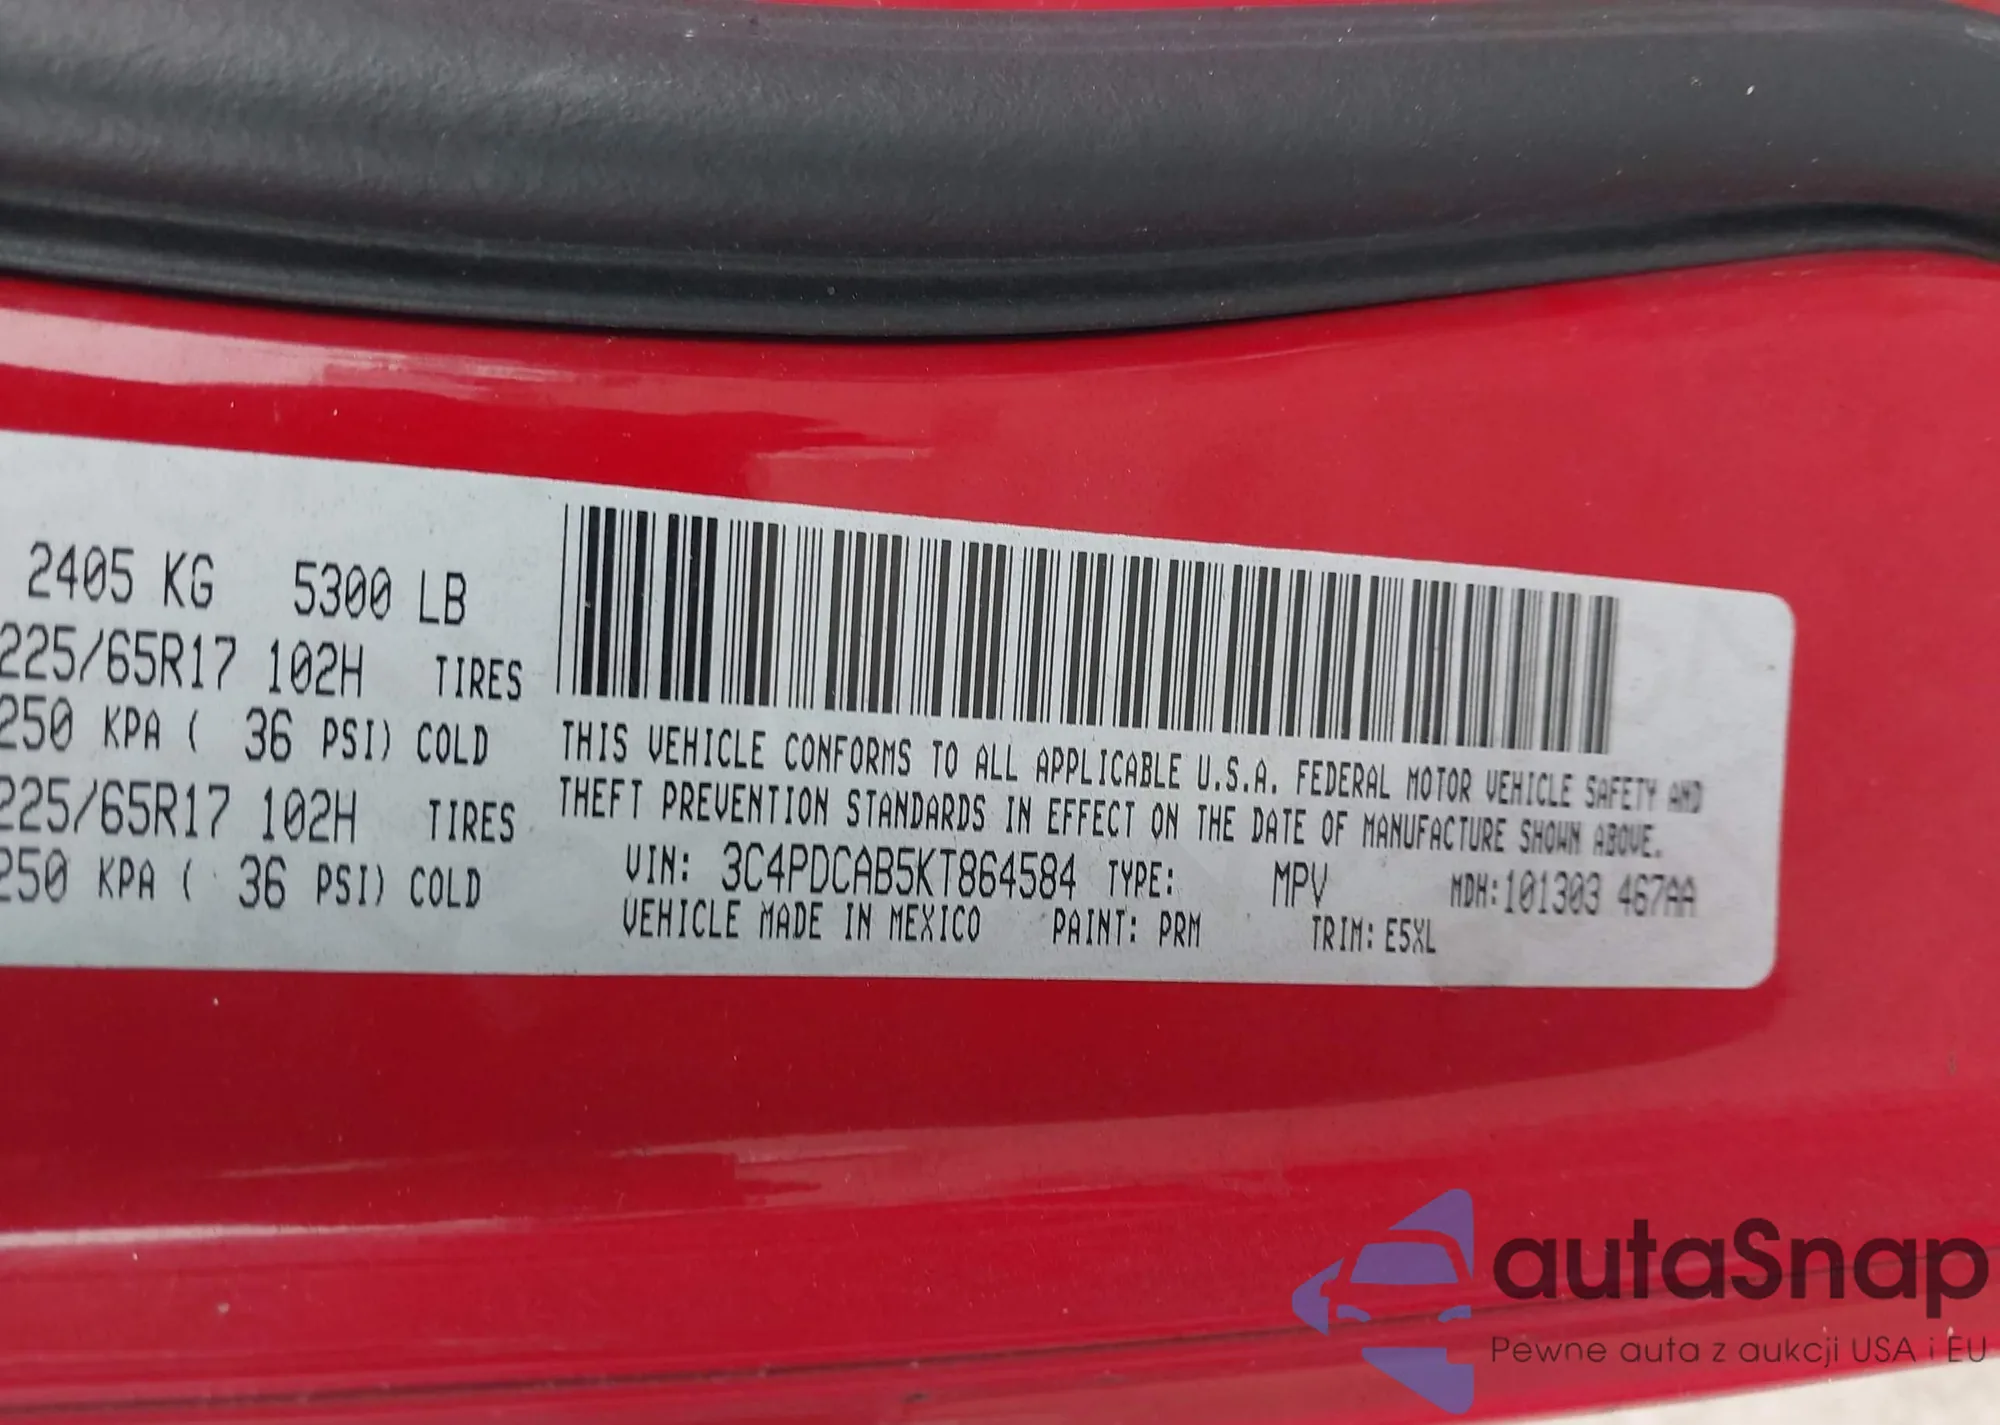 2405 KG 5300 LB
225/65R17 102H TIRES
250 KPA ( 36 PSI) COLD
225/65R17 102H TIRES
250 KPA ( 36 PSI) COLD
THIS VEHICLE CONFORMS TO ALL APPLICABLE U.S.A. FEDERAL MOTOR VEHICLE SAFETY AND
THEFT PREVENTION STANDARDS IN EFFECT ON THE DATE OF MANUFACTURE SHOWN ABOVE.
VIN: 3C4PDCAB5KT864584 TYPE: MPV MDH:101303 467AA
VEHICLE MADE IN MEXICO PAINT: PRM TRIM: E5XL
autaSnap
Pewne auta z aukcji USA i EU